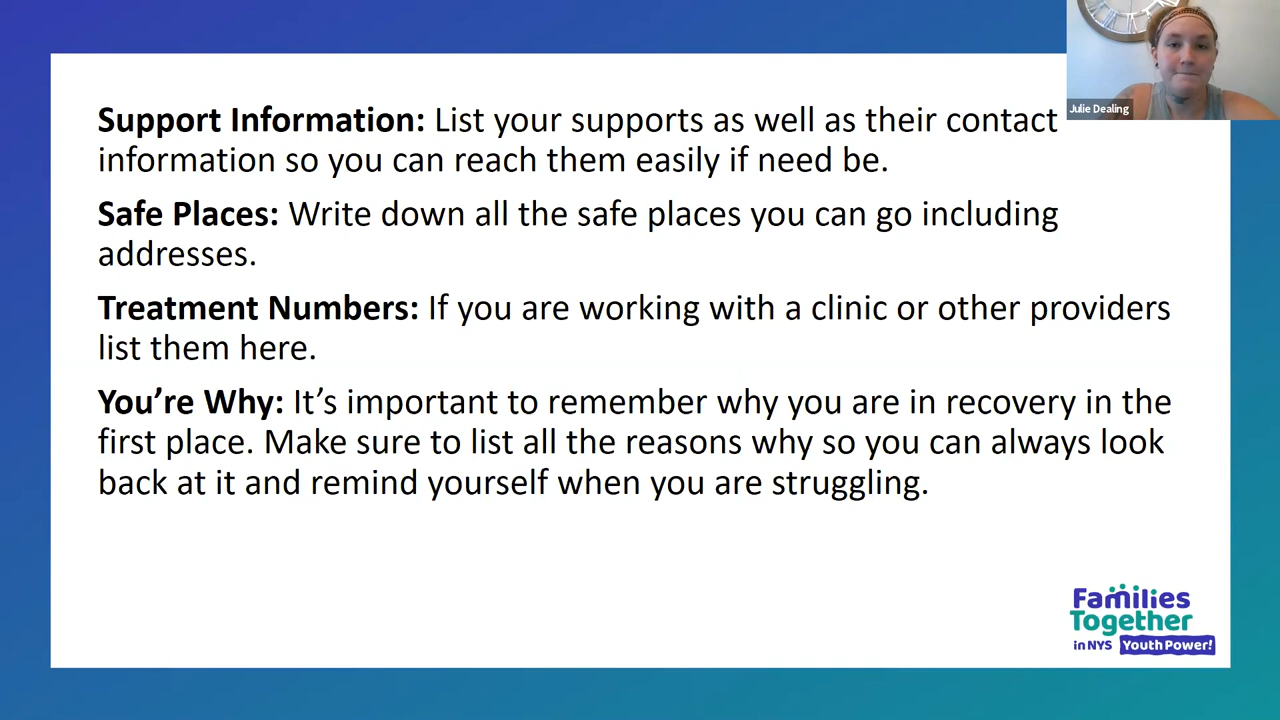 Support Information: List your supports as well as their contact
information so you can reach them easily if need be.
Safe Places: Write down all the safe places you can go including
addresses.
Treatment Numbers: If you are working with a clinic or other providers
list them here.
You’re Why: It’s important to remember why you are in recovery in the
first place. Make sure to list all the reasons why so you can always look
back at it and remind yourself when you are struggling.
Julie Dealing
Families
Together
in NYS YouthPower!